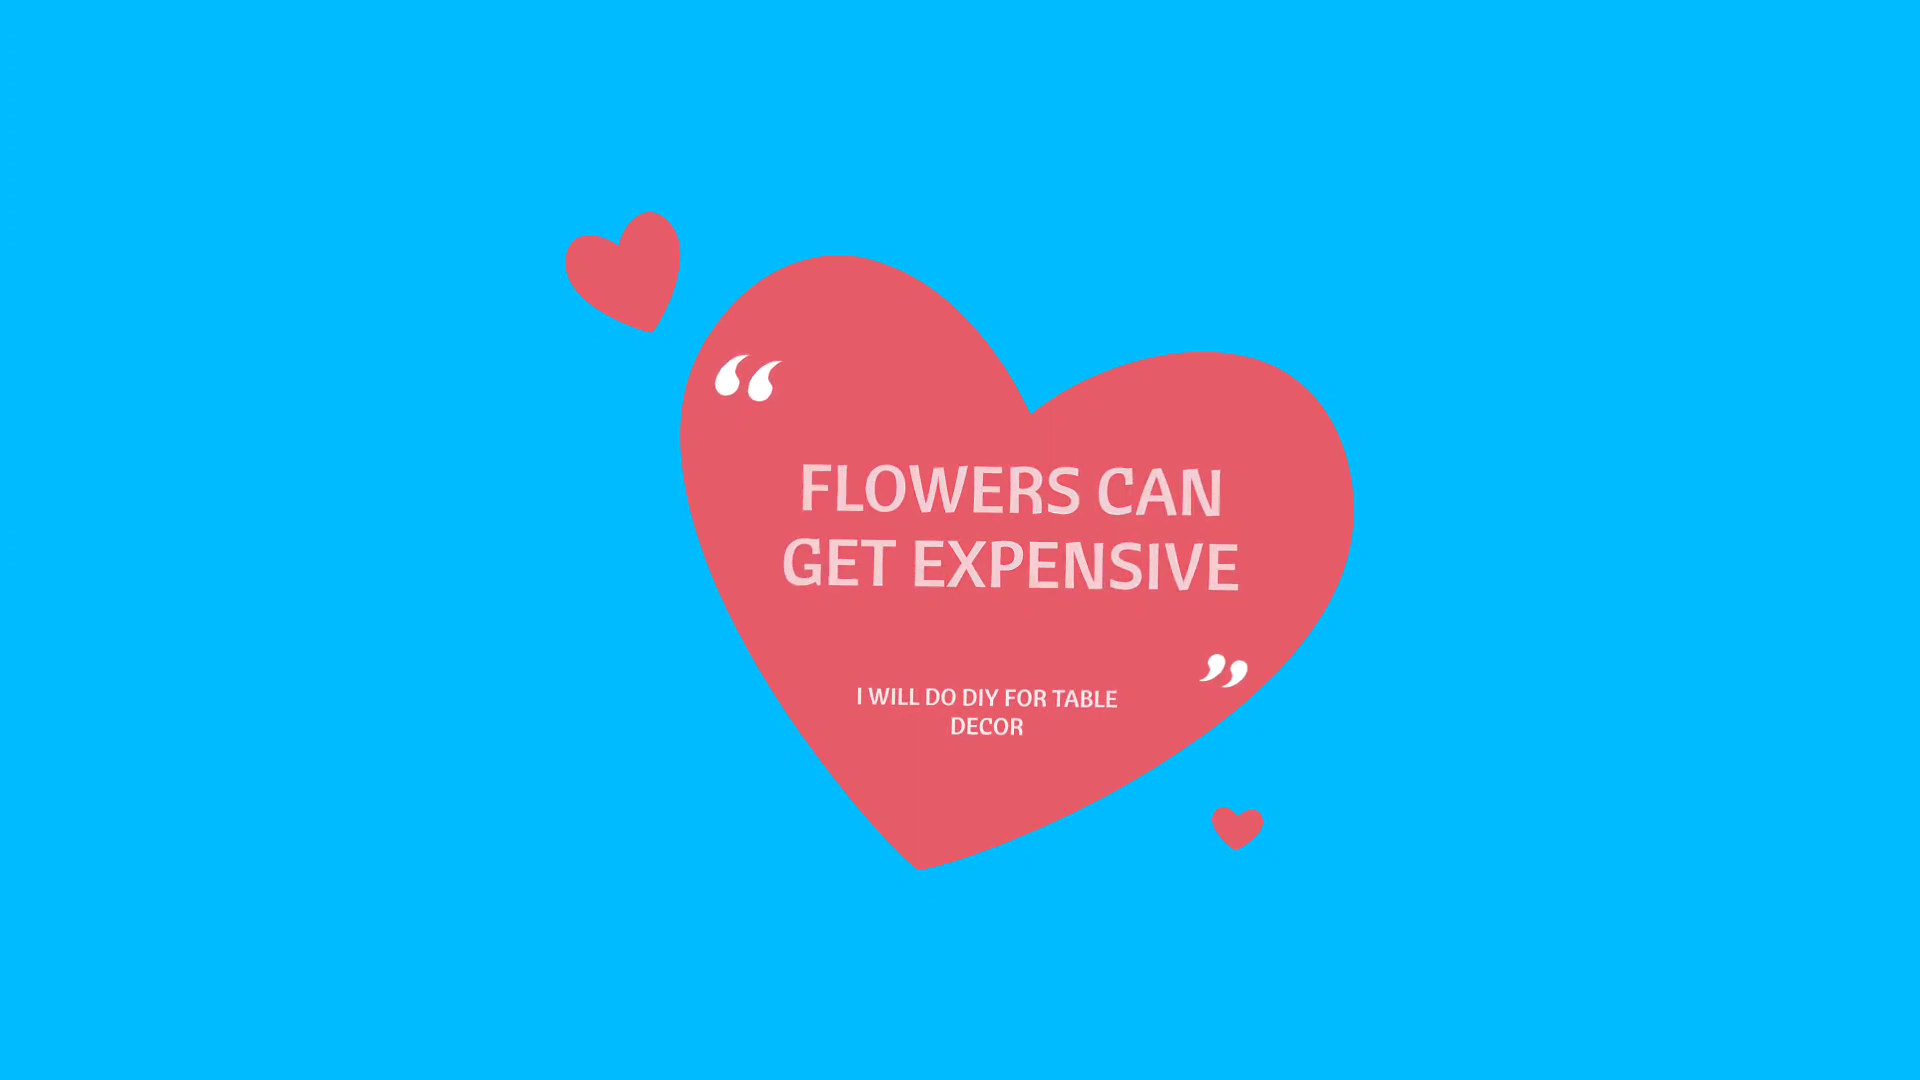 “
FLOWERS CAN
GET EXPENSIVE
”
I WILL DO DIY FOR TABLE
DECOR